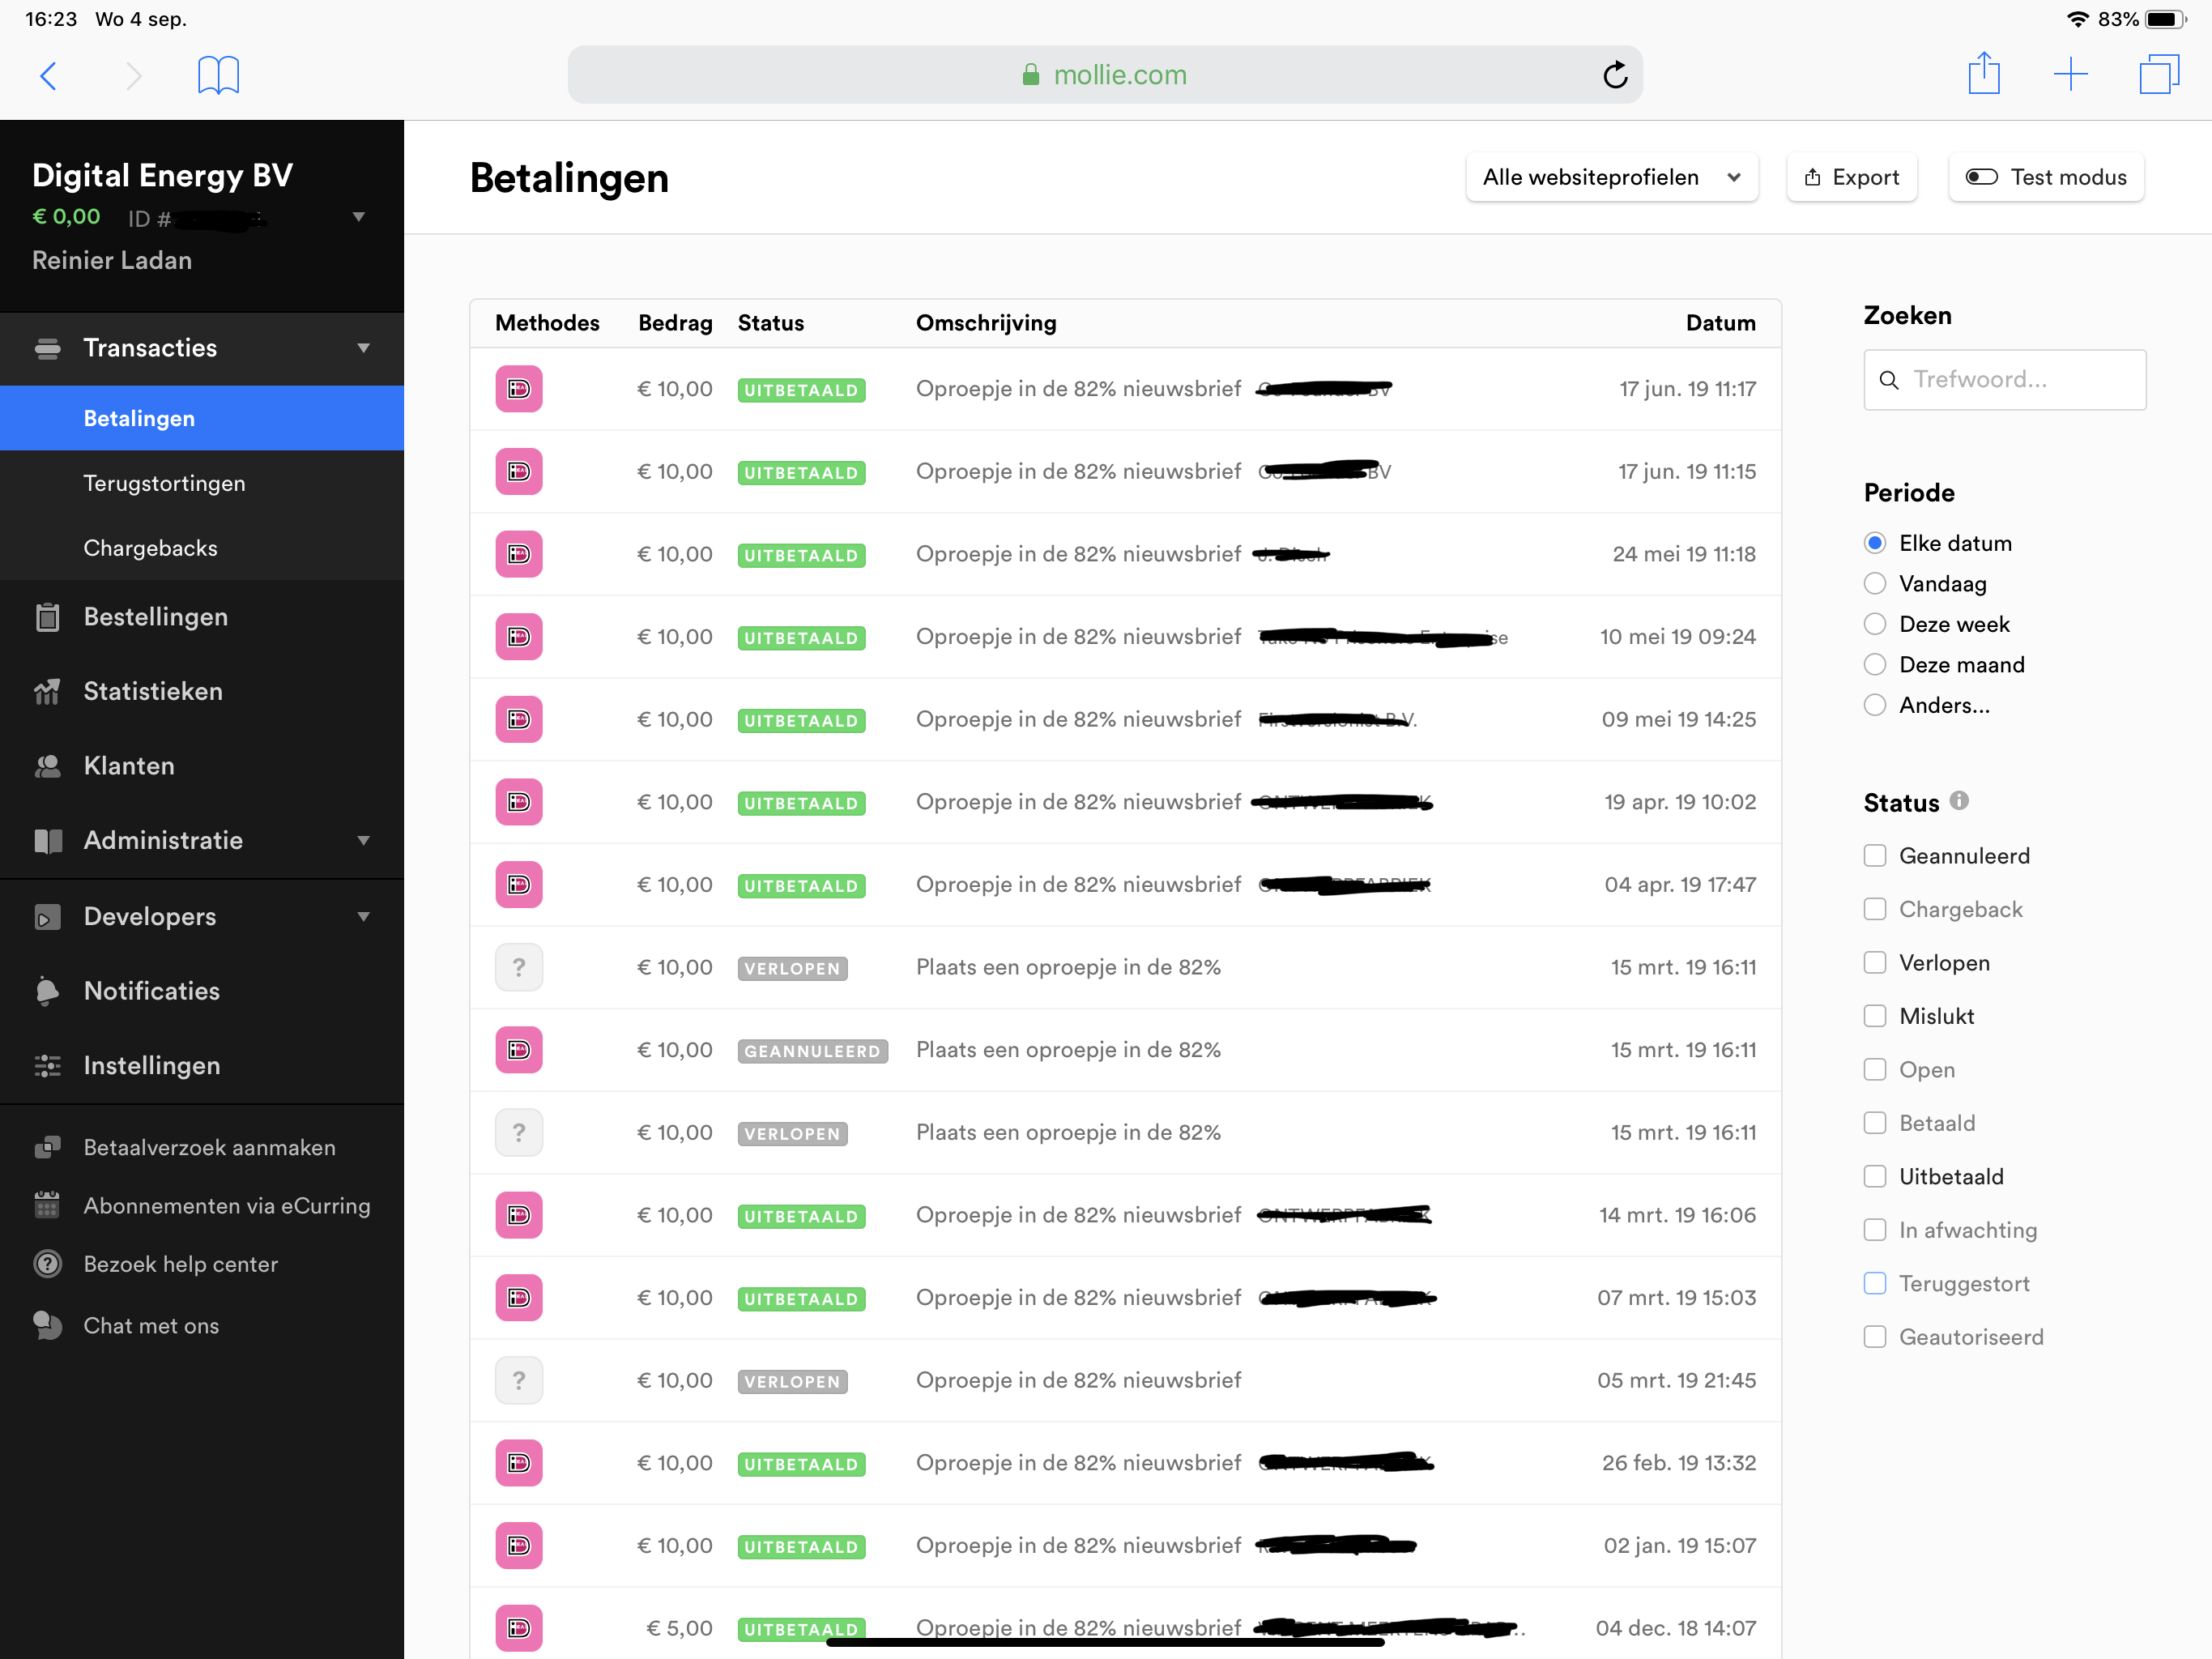 16:23 Wo 4 sep.
83%
mollie.com
Digital Energy BV
€ 0,00 ID #
Reinier Ladan
Transacties
Betalingen
Terugstortingen
Chargebacks
Bestellingen
Statistieken
Klanten
Administratie
Developers
Notificaties
Instellingen
Betaalverzoek aanmaken
Abonnementen via eCurring
Bezoek help center
Chat met ons
Betalingen
Alle websiteprofielen
Export
Test modus
Methodes Bedrag Status Omschrijving Datum
€ 10,00 UITBETAALD Oproepje in de 82% nieuwsbrief BV 17 jun. 19 11:17
€ 10,00 UITBETAALD Oproepje in de 82% nieuwsbrief BV 17 jun. 19 11:15
€ 10,00 UITBETAALD Oproepje in de 82% nieuwsbrief 24 mei 19 11:18
€ 10,00 UITBETAALD Oproepje in de 82% nieuwsbrief 10 mei 19 09:24
€ 10,00 UITBETAALD Oproepje in de 82% nieuwsbrief B.V. 09 mei 19 14:25
€ 10,00 UITBETAALD Oproepje in de 82% nieuwsbrief 19 apr. 19 10:02
€ 10,00 UITBETAALD Oproepje in de 82% nieuwsbrief 04 apr. 19 17:47
? € 10,00 VERLOPEN Plaats een oproepje in de 82% 15 mrt. 19 16:11
€ 10,00 GEANNULEERD Plaats een oproepje in de 82% 15 mrt. 19 16:11
? € 10,00 VERLOPEN Plaats een oproepje in de 82% 15 mrt. 19 16:11
€ 10,00 UITBETAALD Oproepje in de 82% nieuwsbrief 14 mrt. 19 16:06
€ 10,00 UITBETAALD Oproepje in de 82% nieuwsbrief 07 mrt. 19 15:03
? € 10,00 VERLOPEN Oproepje in de 82% nieuwsbrief 05 mrt. 19 21:45
€ 10,00 UITBETAALD Oproepje in de 82% nieuwsbrief 26 feb. 19 13:32
€ 10,00 UITBETAALD Oproepje in de 82% nieuwsbrief 02 jan. 19 15:07
€ 5,00 UITBETAALD Oproepje in de 82% nieuwsbrief 04 dec. 18 14:07
Zoeken
Trefwoord...
Periode
Elke datum
Vandaag
Deze week
Deze maand
Anders...
Status
Geannuleerd
Chargeback
Verlopen
Mislukt
Open
Betaald
Uitbetaald
In afwachting
Teruggestort
Geautoriseerd